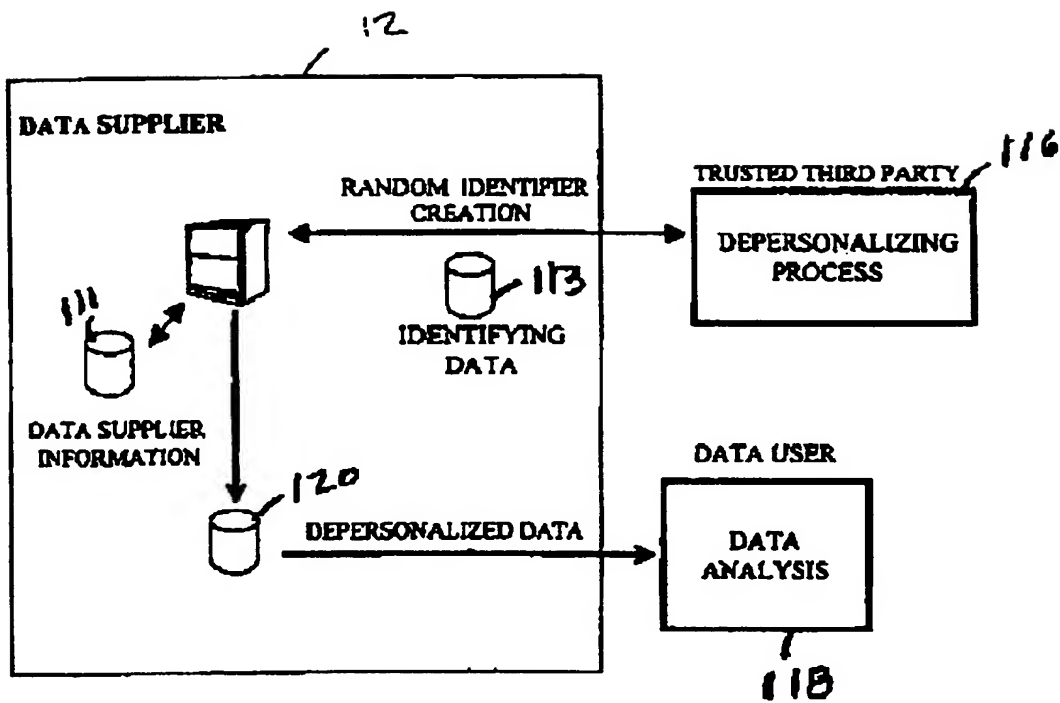 12
DATA SUPPLIER
RANDOM IDENTIFIER
CREATION
TRUSTED THIRD PARTY
116
DEPERSONALIZING
PROCESS
111
113
IDENTIFYING
DATA
DATA SUPPLIER
INFORMATION
120
DEPERSONALIZED DATA
DATA USER
DATA
ANALYSIS
118